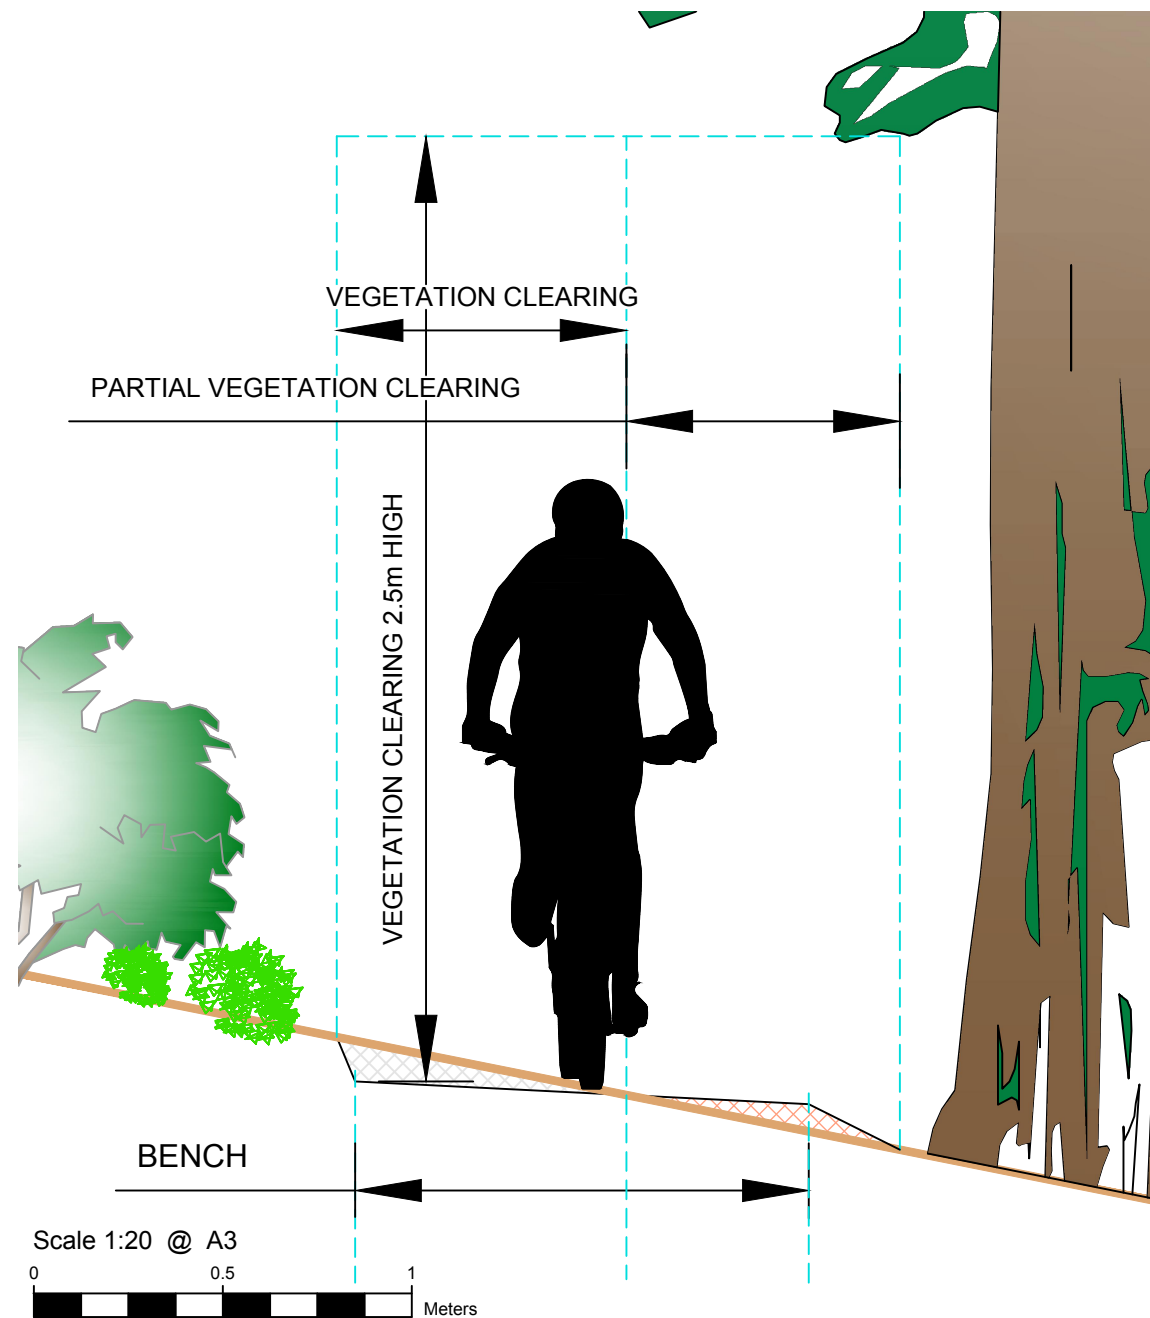 VEGETATION CLEARING
PARTIAL VEGETATION CLEARING
VEGETATION CLEARING 2.5m HIGH
BENCH
Scale 1:20 @ A3
0 0.5 1
Meters